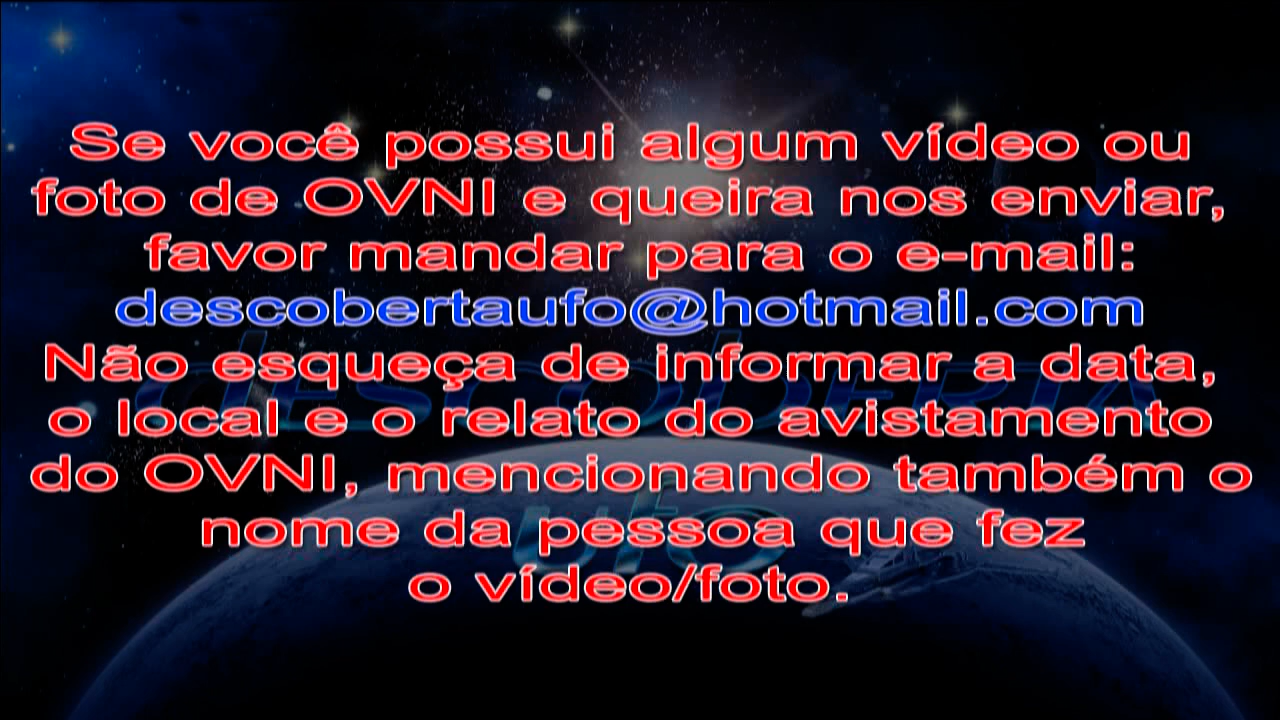 Se você possui algum vídeo ou
foto de OVNI e queira nos enviar,
favor mandar para o e-mail:
descobertaufo@hotmail.com
Não esqueça de informar a data,
o local e o relato do avistamento
do OVNI, mencionando também o
nome da pessoa que fez
o vídeo/foto.
descoberta
ufo